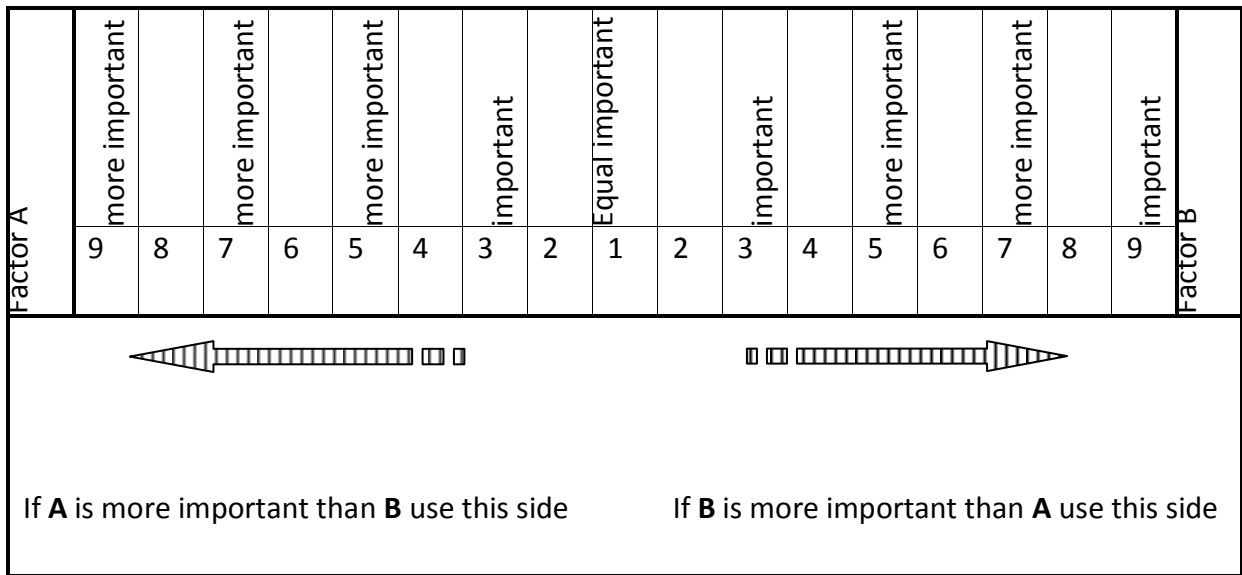 Factor A
more important
more important
more important
important
Equal important
important
more important
more important
important
Factor B
9 8 7 6 5 4 3 2 1 2 3 4 5 6 7 8 9
If A is more important than B use this side
If B is more important than A use this side